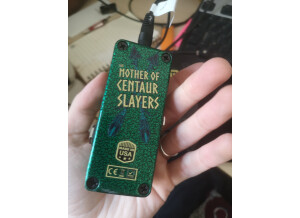 THE
MOTHER OF
CENTAUR
SLAYERS
USA
CE